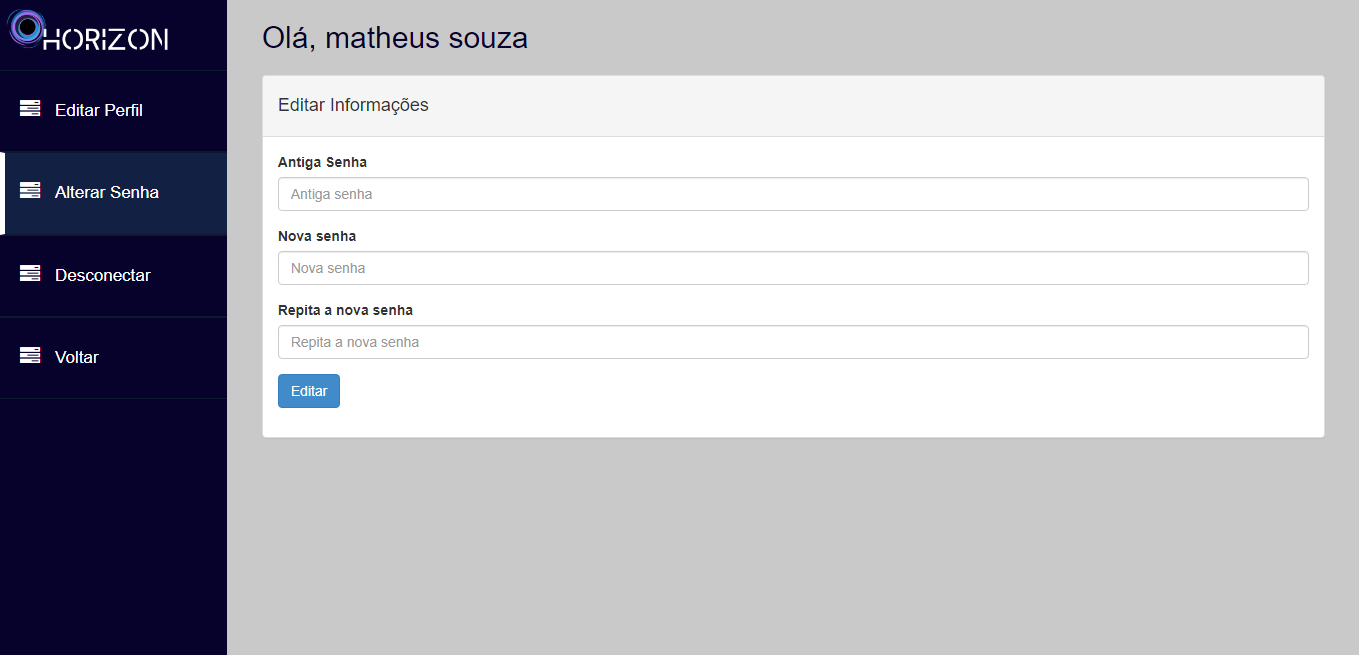 HORIZON
Editar Perfil
Alterar Senha
Desconectar
Voltar
Olá, matheus souza
Editar Informações
Antiga Senha
Antiga senha
Nova senha
Nova senha
Repita a nova senha
Repita a nova senha
Editar